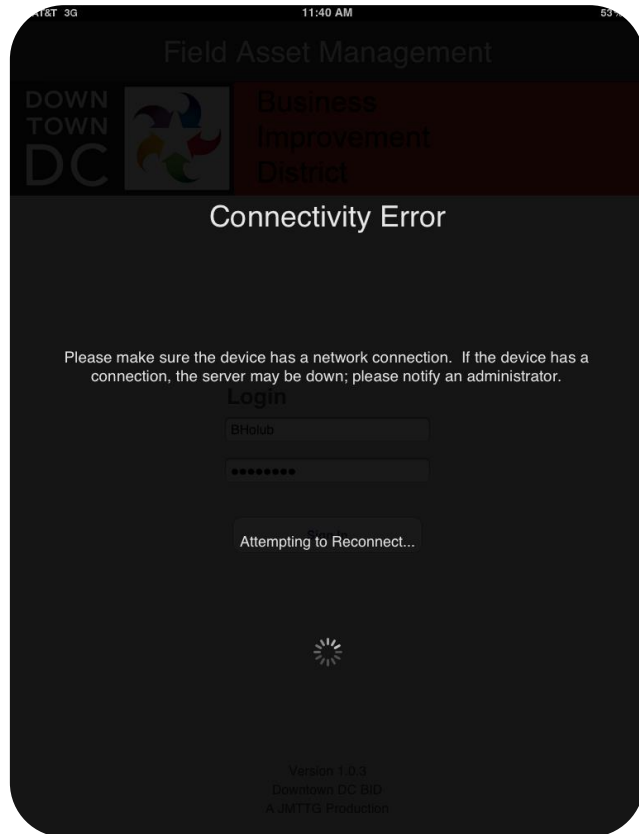 AT&T 3G 11:40 AM 53%
Field Asset Management
DOWN
TOWN
DC
Business
Improvement
District
Connectivity Error
Please make sure the device has a network connection. If the device has a
connection, the server may be down; please notify an administrator.
Login
BHolub
••••••••
Attempting to Reconnect...
Version 1.0.3
Downtown DC BID
A JMTTG Production